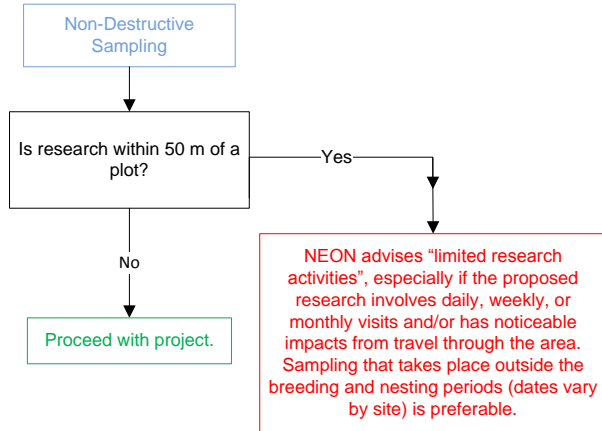 Non-Destructive
Sampling
Is research within 50 m of a
plot?
Yes
No
NEON advises “limited research
activities”, especially if the proposed
research involves daily, weekly, or
monthly visits and/or has noticeable
impacts from travel through the area.
Sampling that takes place outside the
breeding and nesting periods (dates vary
by site) is preferable.
Proceed with project.